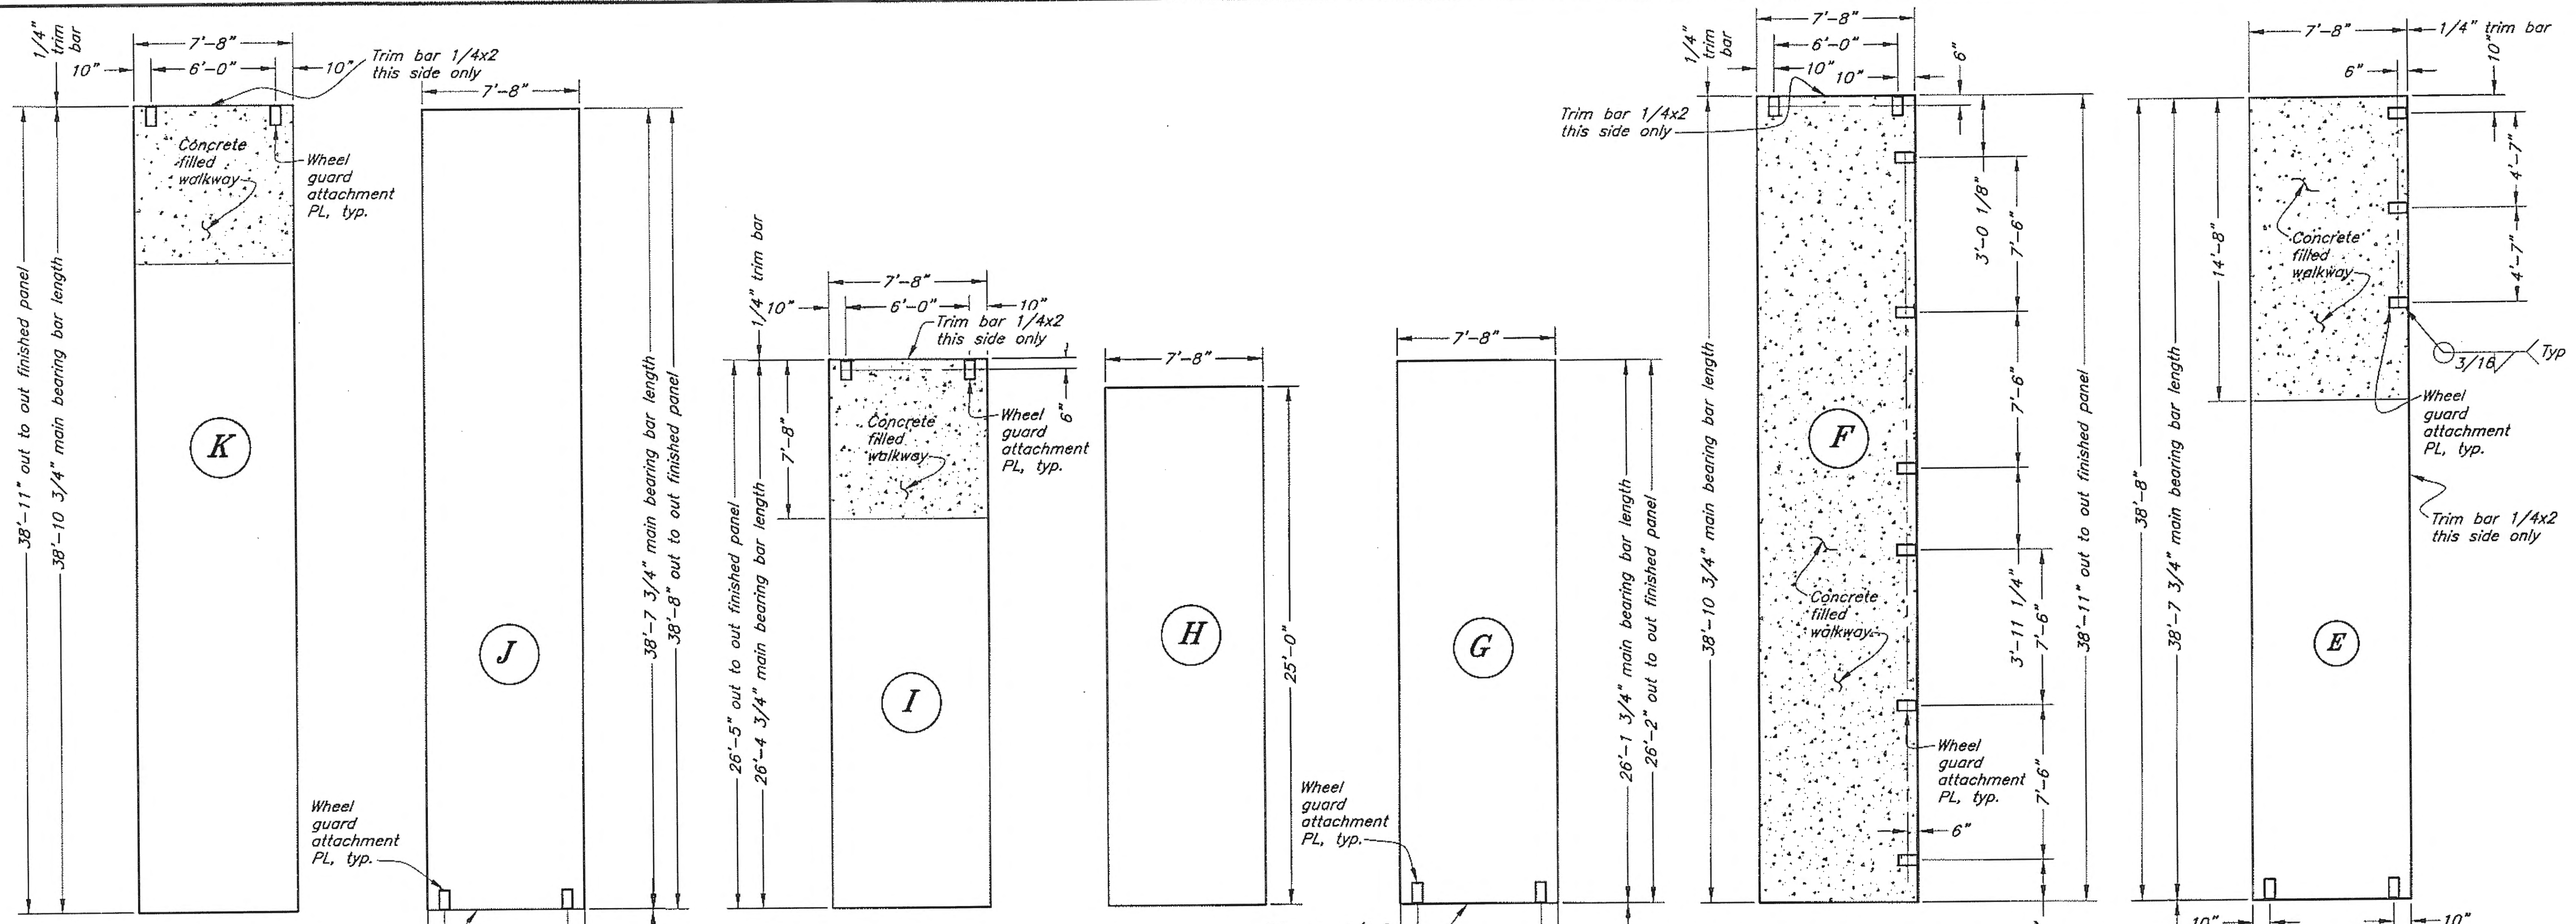 1/4"
trim
bar
7'-8"
10"
6'-0"
10"
Trim bar 1/4x2
this side only
Concrete
filled
walkway
Wheel
guard
attachment
PL, typ.
38'-11" out to out finished panel
38'-10 3/4" main bearing bar length
K
7'-8"
J
38'-7 3/4" main bearing bar length
38'-8" out to out finished panel
Wheel
guard
attachment
PL, typ.
1/4" trim bar
7'-8"
10"
6'-0"
10"
Trim bar 1/4x2
this side only
6"
7'-8"
Concrete
filled
walkway
Wheel
guard
attachment
PL, typ.
26'-5" out to out finished panel
26'-4 3/4" main bearing bar length
I
7'-8"
H
25'-0"
7'-8"
G
26'-1 3/4" main bearing bar length
26'-2" out to out finished panel
Wheel
guard
attachment
PL, typ.
1/4"
trim
bar
7'-8"
6'-0"
10"
10"
6"
Trim bar 1/4x2
this side only
38'-10 3/4" main bearing bar length
F
3'-0 1/8"
7'-6"
7'-6"
3'-11 1/4"
7'-6"
7'-6"
38'-11" out to out finished panel
Concrete
filled
walkway
Wheel
guard
attachment
PL, typ.
6"
7'-8"
1/4" trim bar
6"
10"
4'-7"
4'-7"
14'-8"
Concrete
filled
walkway
3/16
Typ
Wheel
guard
attachment
PL, typ.
38'-8"
38'-7 3/4" main bearing bar length
Trim bar 1/4x2
this side only
E
10"
10"